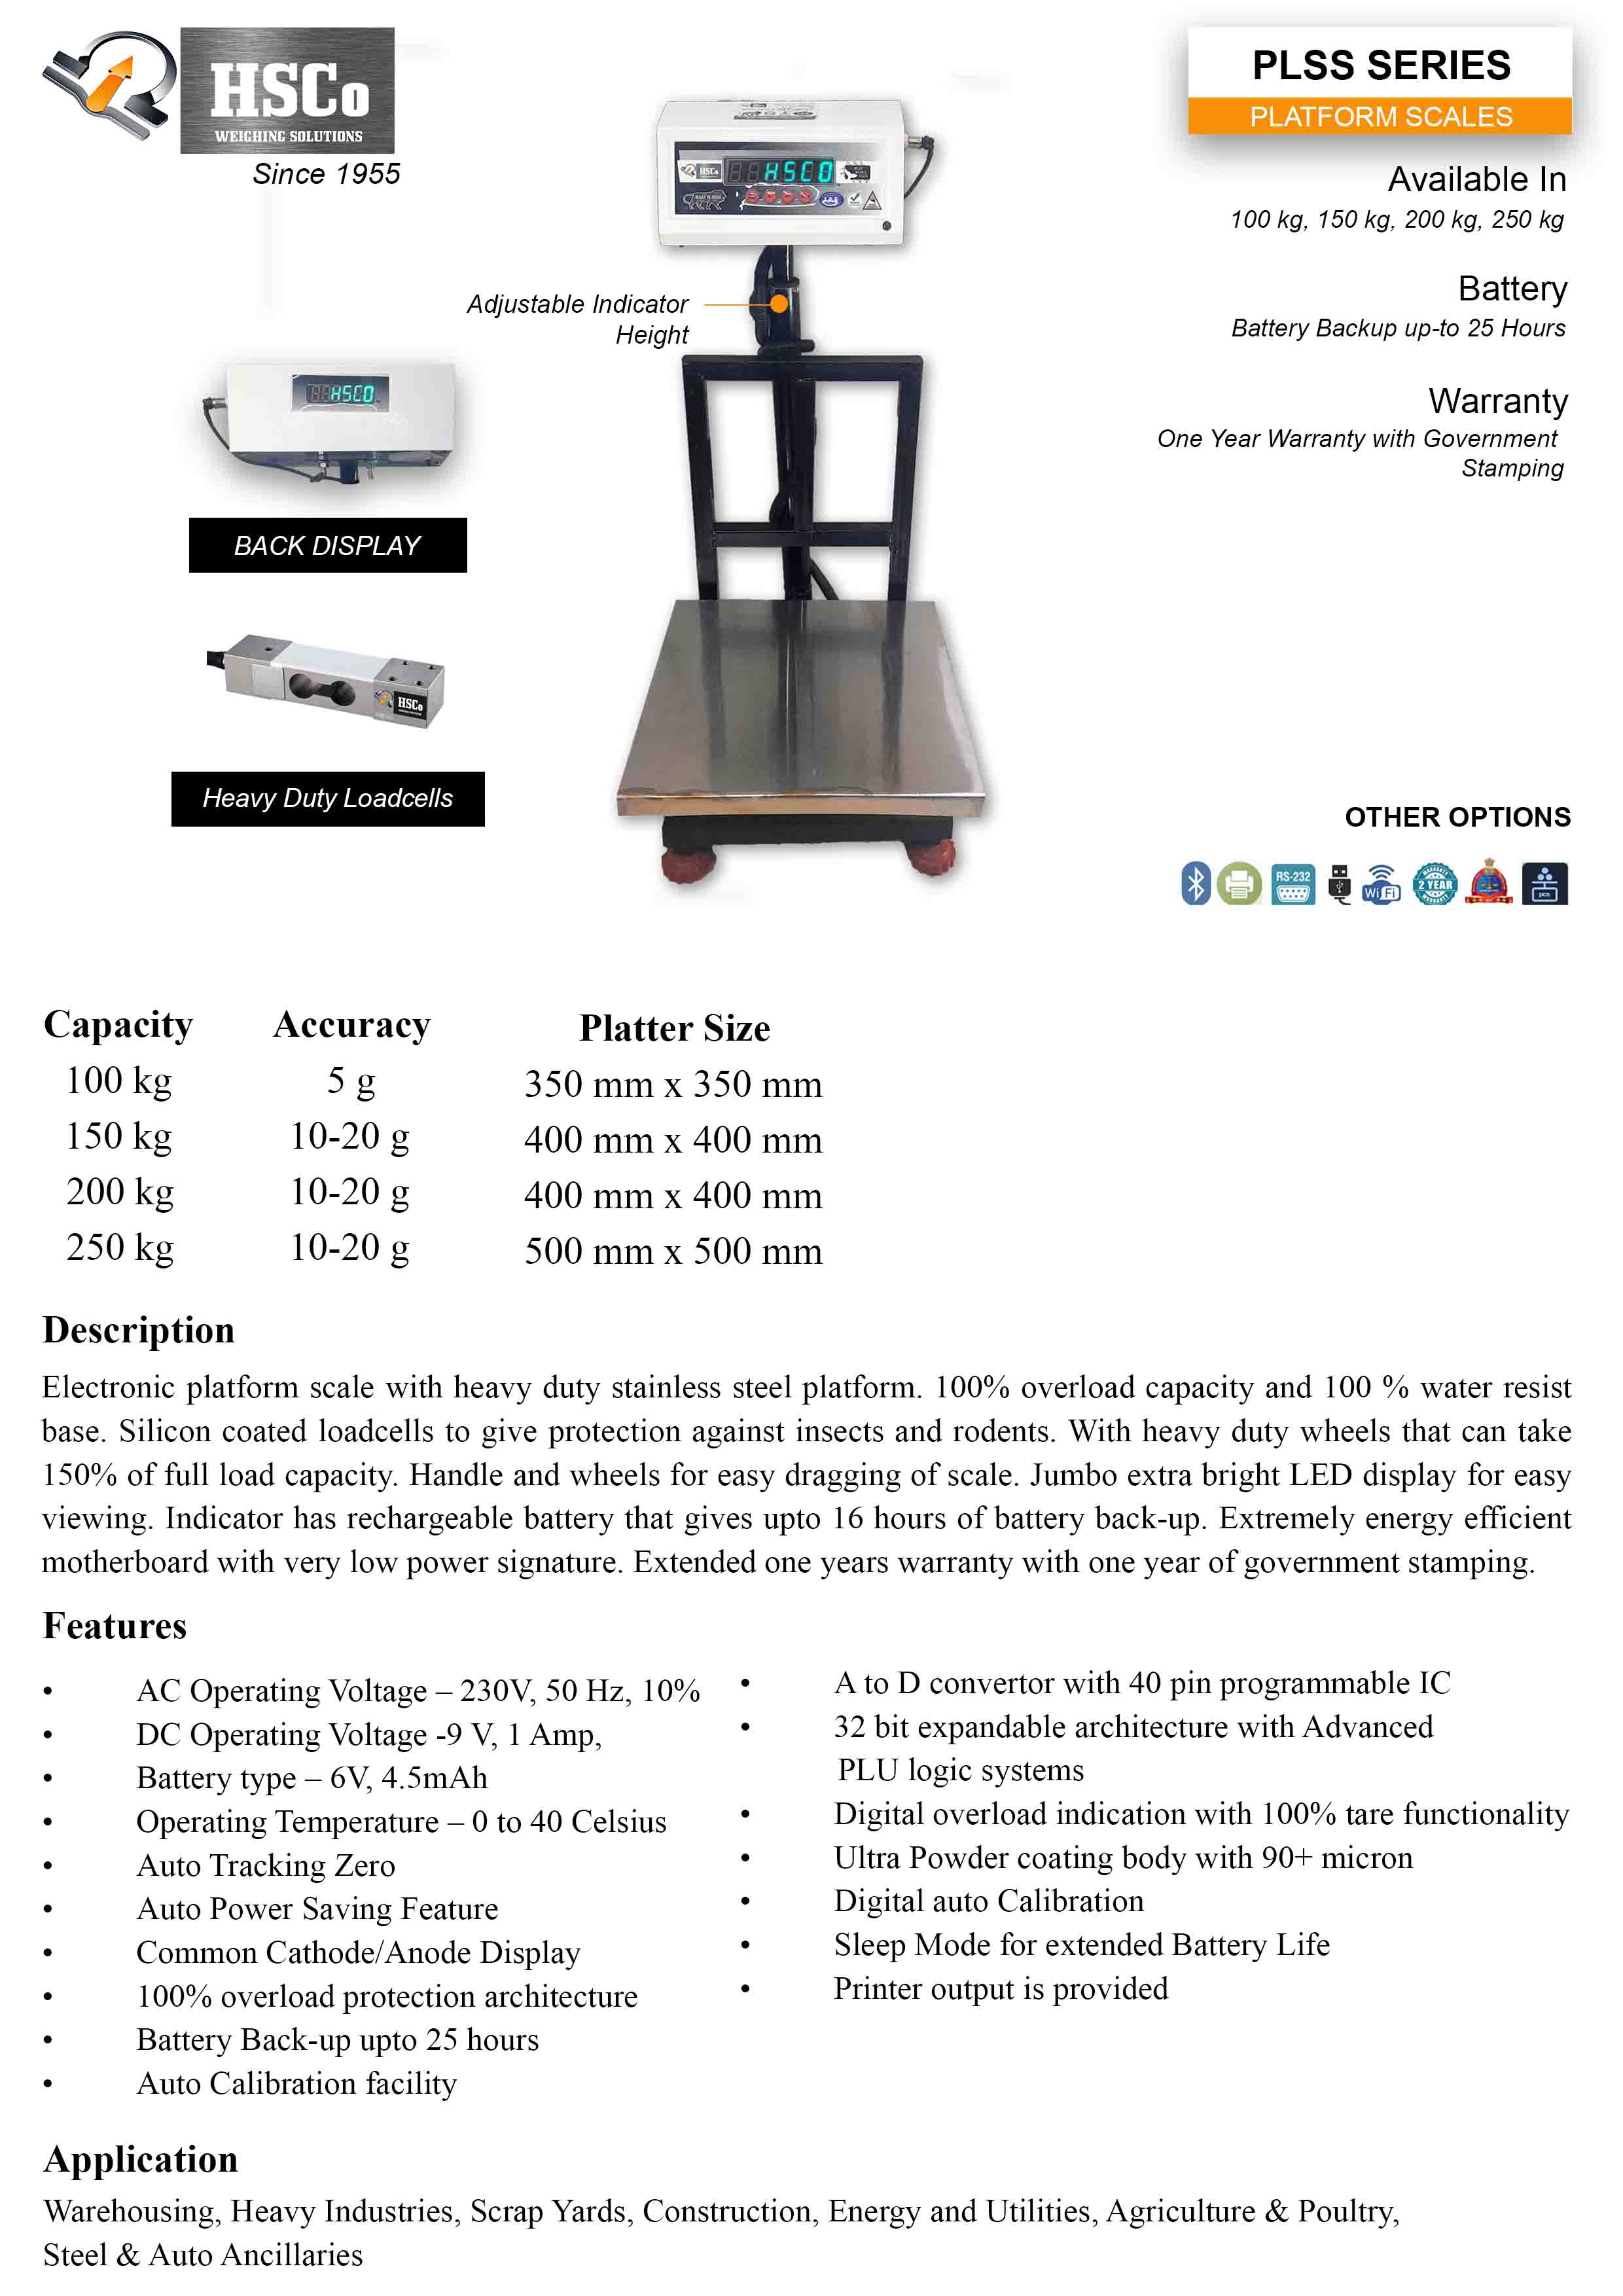 HSCo
WEIGHING SOLUTIONS
Since 1955
PLSS SERIES
PLATFORM SCALES
Available In
100 kg, 150 kg, 200 kg, 250 kg
Battery
Battery Backup up-to 25 Hours
Warranty
One Year Warranty with Government
Stamping
HSCo
HSCO
MADE IN INDIA
Adjustable Indicator
Height
HSCO
BACK DISPLAY
HSCo
Heavy Duty Loadcells
OTHER OPTIONS
RS-232
WiFi
WARRANTY
2 YEAR
WARRANTY
pcs
Capacity Accuracy Platter Size
100 kg 5 g 350 mm x 350 mm
150 kg 10-20 g 400 mm x 400 mm
200 kg 10-20 g 400 mm x 400 mm
250 kg 10-20 g 500 mm x 500 mm
Description
Electronic platform scale with heavy duty stainless steel platform. 100% overload capacity and 100 % water resist
base. Silicon coated loadcells to give protection against insects and rodents. With heavy duty wheels that can take
150% of full load capacity. Handle and wheels for easy dragging of scale. Jumbo extra bright LED display for easy
viewing. Indicator has rechargeable battery that gives upto 16 hours of battery back-up. Extremely energy efficient
motherboard with very low power signature. Extended one years warranty with one year of government stamping.
Features
• AC Operating Voltage – 230V, 50 Hz, 10%
• DC Operating Voltage -9 V, 1 Amp,
• Battery type – 6V, 4.5mAh
• Operating Temperature – 0 to 40 Celsius
• Auto Tracking Zero
• Auto Power Saving Feature
• Common Cathode/Anode Display
• 100% overload protection architecture
• Battery Back-up upto 25 hours
• Auto Calibration facility
• A to D convertor with 40 pin programmable IC
• 32 bit expandable architecture with Advanced
PLU logic systems
• Digital overload indication with 100% tare functionality
• Ultra Powder coating body with 90+ micron
• Digital auto Calibration
• Sleep Mode for extended Battery Life
• Printer output is provided
Application
Warehousing, Heavy Industries, Scrap Yards, Construction, Energy and Utilities, Agriculture & Poultry,
Steel & Auto Ancillaries